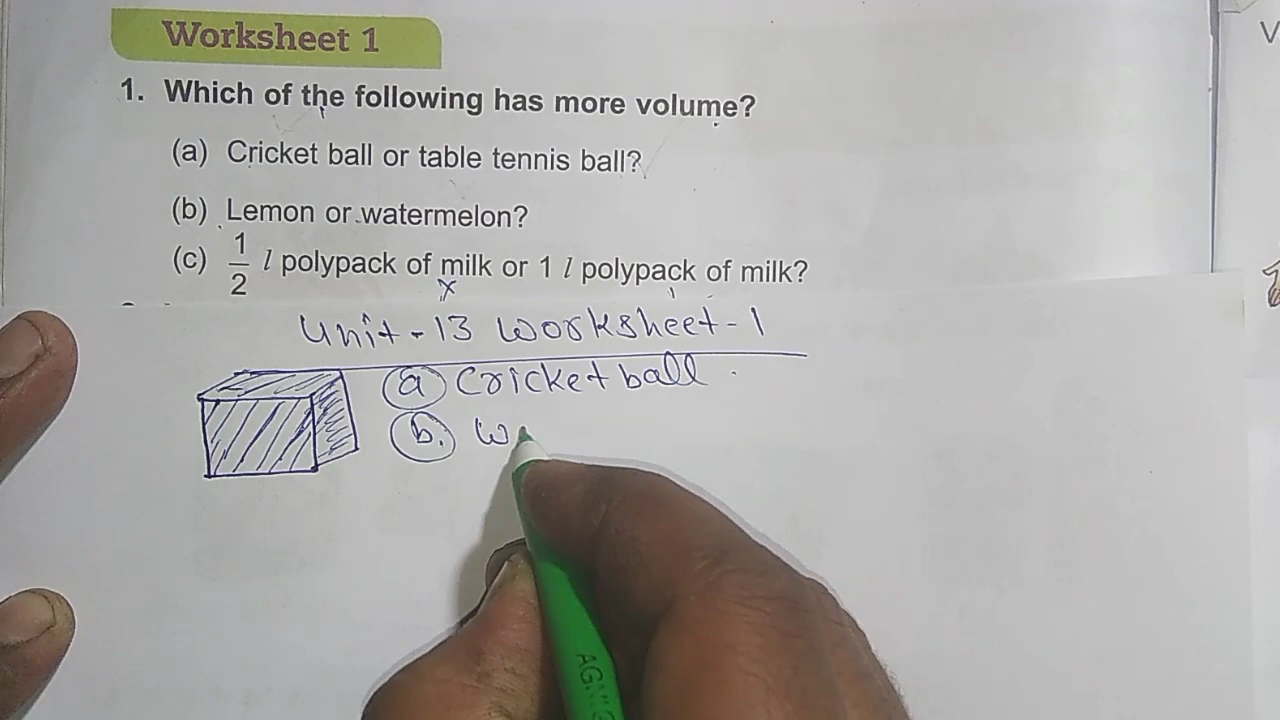 Worksheet 1
1. Which of the following has more volume?
(a) Cricket ball or table tennis ball?
(b) Lemon or watermelon?
(c) 1/2 l polypack of milk or 1 l polypack of milk?
Unit - 13 Worksheet - 1
(a) Cricket ball.
(b.) W
AGNI